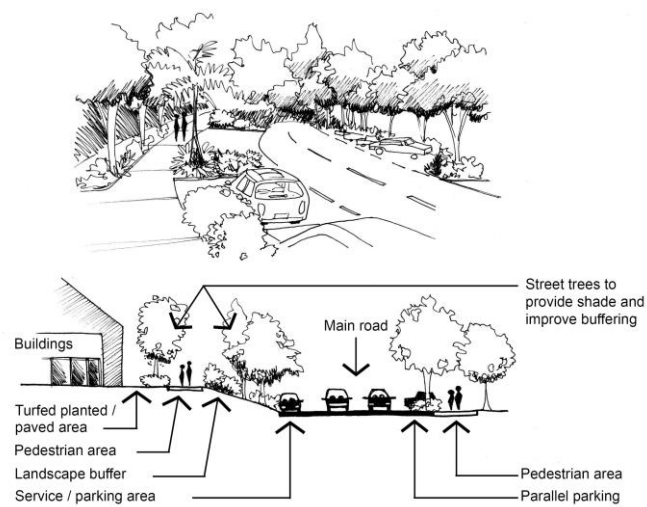 Street trees to
provide shade and
improve buffering
Main road
Buildings
Turfed planted /
paved area
Pedestrian area
Landscape buffer
Service / parking area
Pedestrian area
Parallel parking